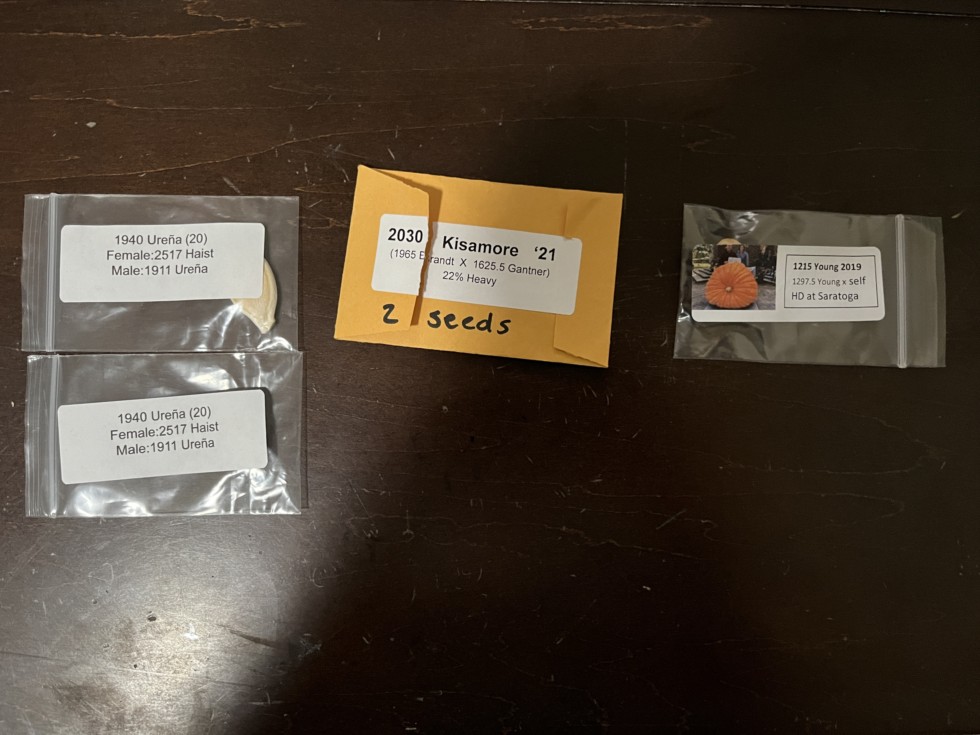 1940 Ureña (20)
Female:2517 Haist
Male:1911 Ureña
1940 Ureña (20)
Female:2517 Haist
Male:1911 Ureña
2030 Kisamore ‘21
(1965 E randt X 1625.5 Gantner)
22% Heavy
2 seeds
1215 Young 2019
1297.5 Young x self
HD at Saratoga